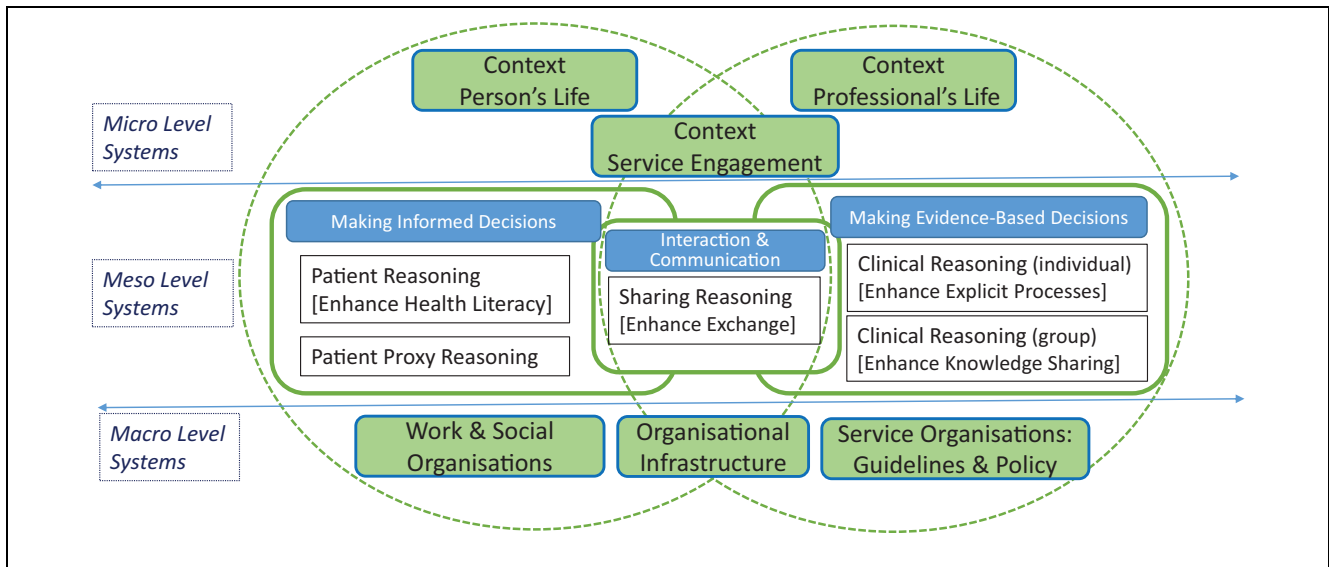 Context
Person's Life
Context
Professional's Life
Micro Level
Systems
Context
Service Engagement
Making Informed Decisions
Making Evidence-Based Decisions
Interaction &
Communication
Meso Level
Systems
Patient Reasoning
[Enhance Health Literacy]
Patient Proxy Reasoning
Sharing Reasoning
[Enhance Exchange]
Clinical Reasoning (individual)
[Enhance Explicit Processes]
Clinical Reasoning (group)
[Enhance Knowledge Sharing]
Macro Level
Systems
Work & Social
Organisations
Organisational
Infrastructure
Service Organisations:
Guidelines & Policy